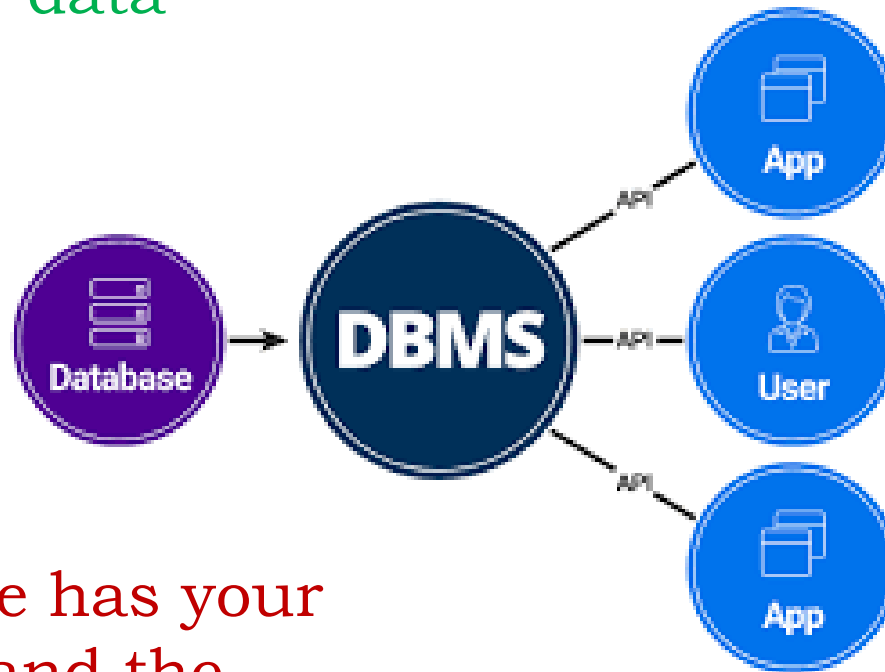 data
App
API
Database
DBMS
API
User
API
App
e has your
and the